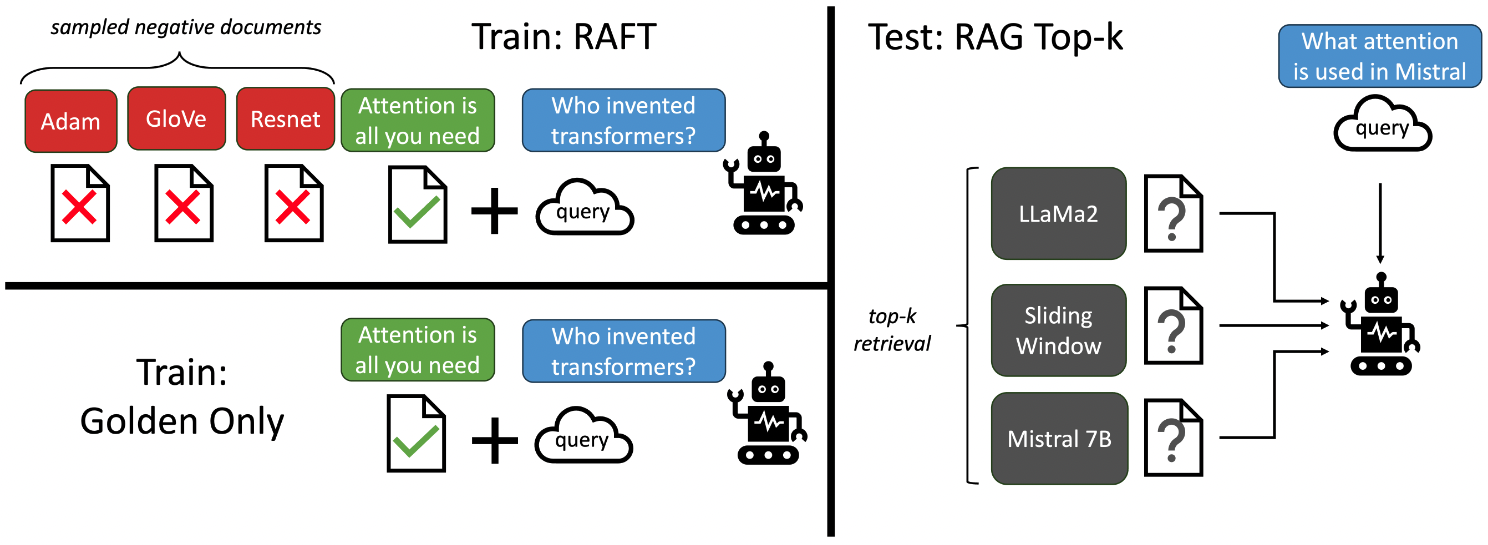 sampled negative documents
Train: RAFT
Adam
GloVe
Resnet
Attention is
all you need
Who invented
transformers?
query
Train:
Golden Only
Attention is
all you need
Who invented
transformers?
query
Test: RAG Top-k
What attention
is used in Mistral
query
top-k
retrieval
LLaMa2
?
Sliding
Window
?
Mistral 7B
?